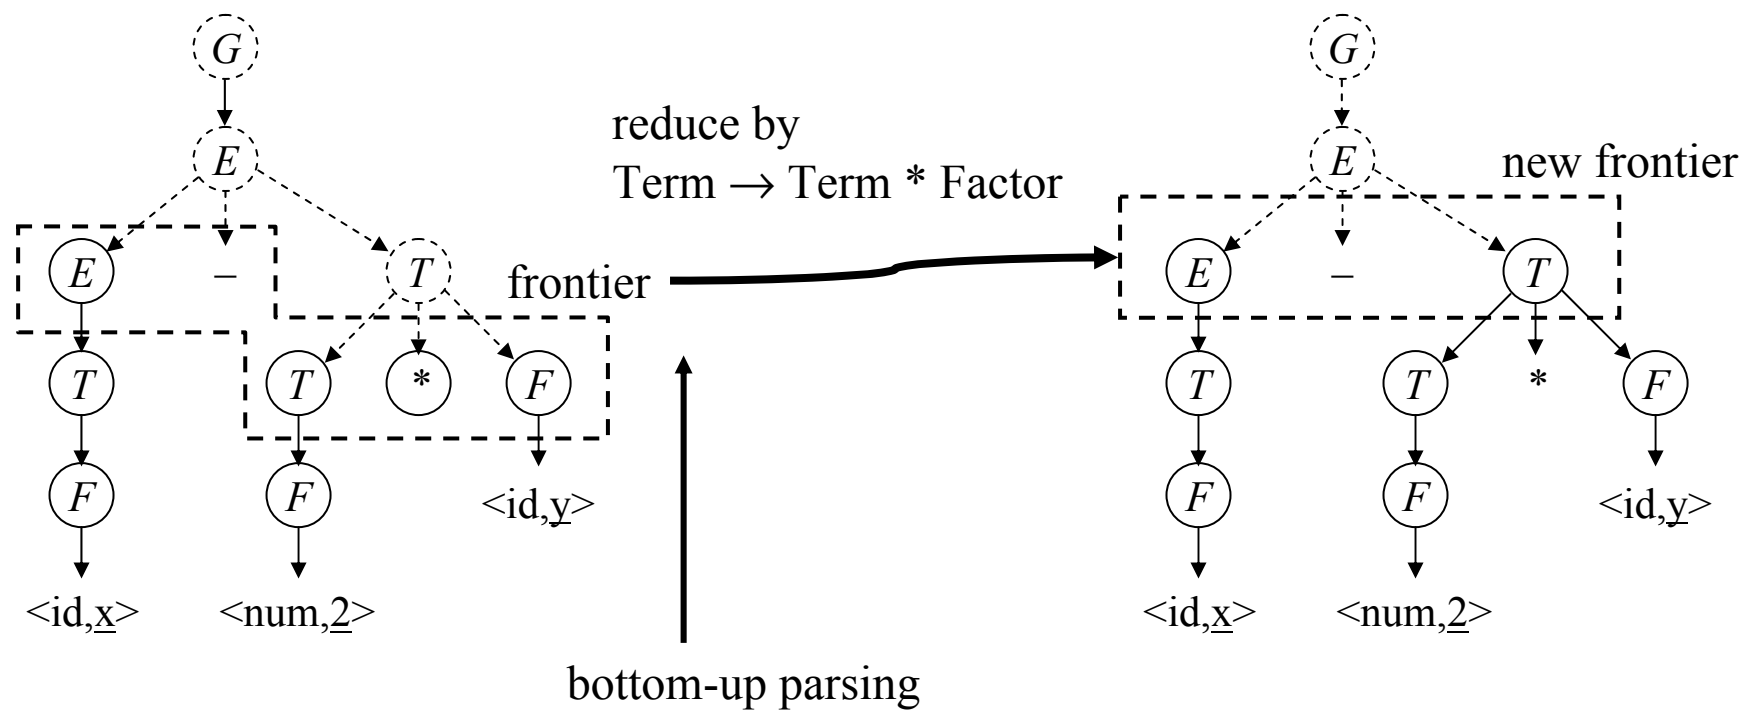 G G
reduce by
E E new frontier
Term → Term * Factor
E – T frontier E – T
T T * F T T * F
F F <id,y> F F <id,y>
<id,x> <num,2> <id,x> <num,2>
bottom-up parsing